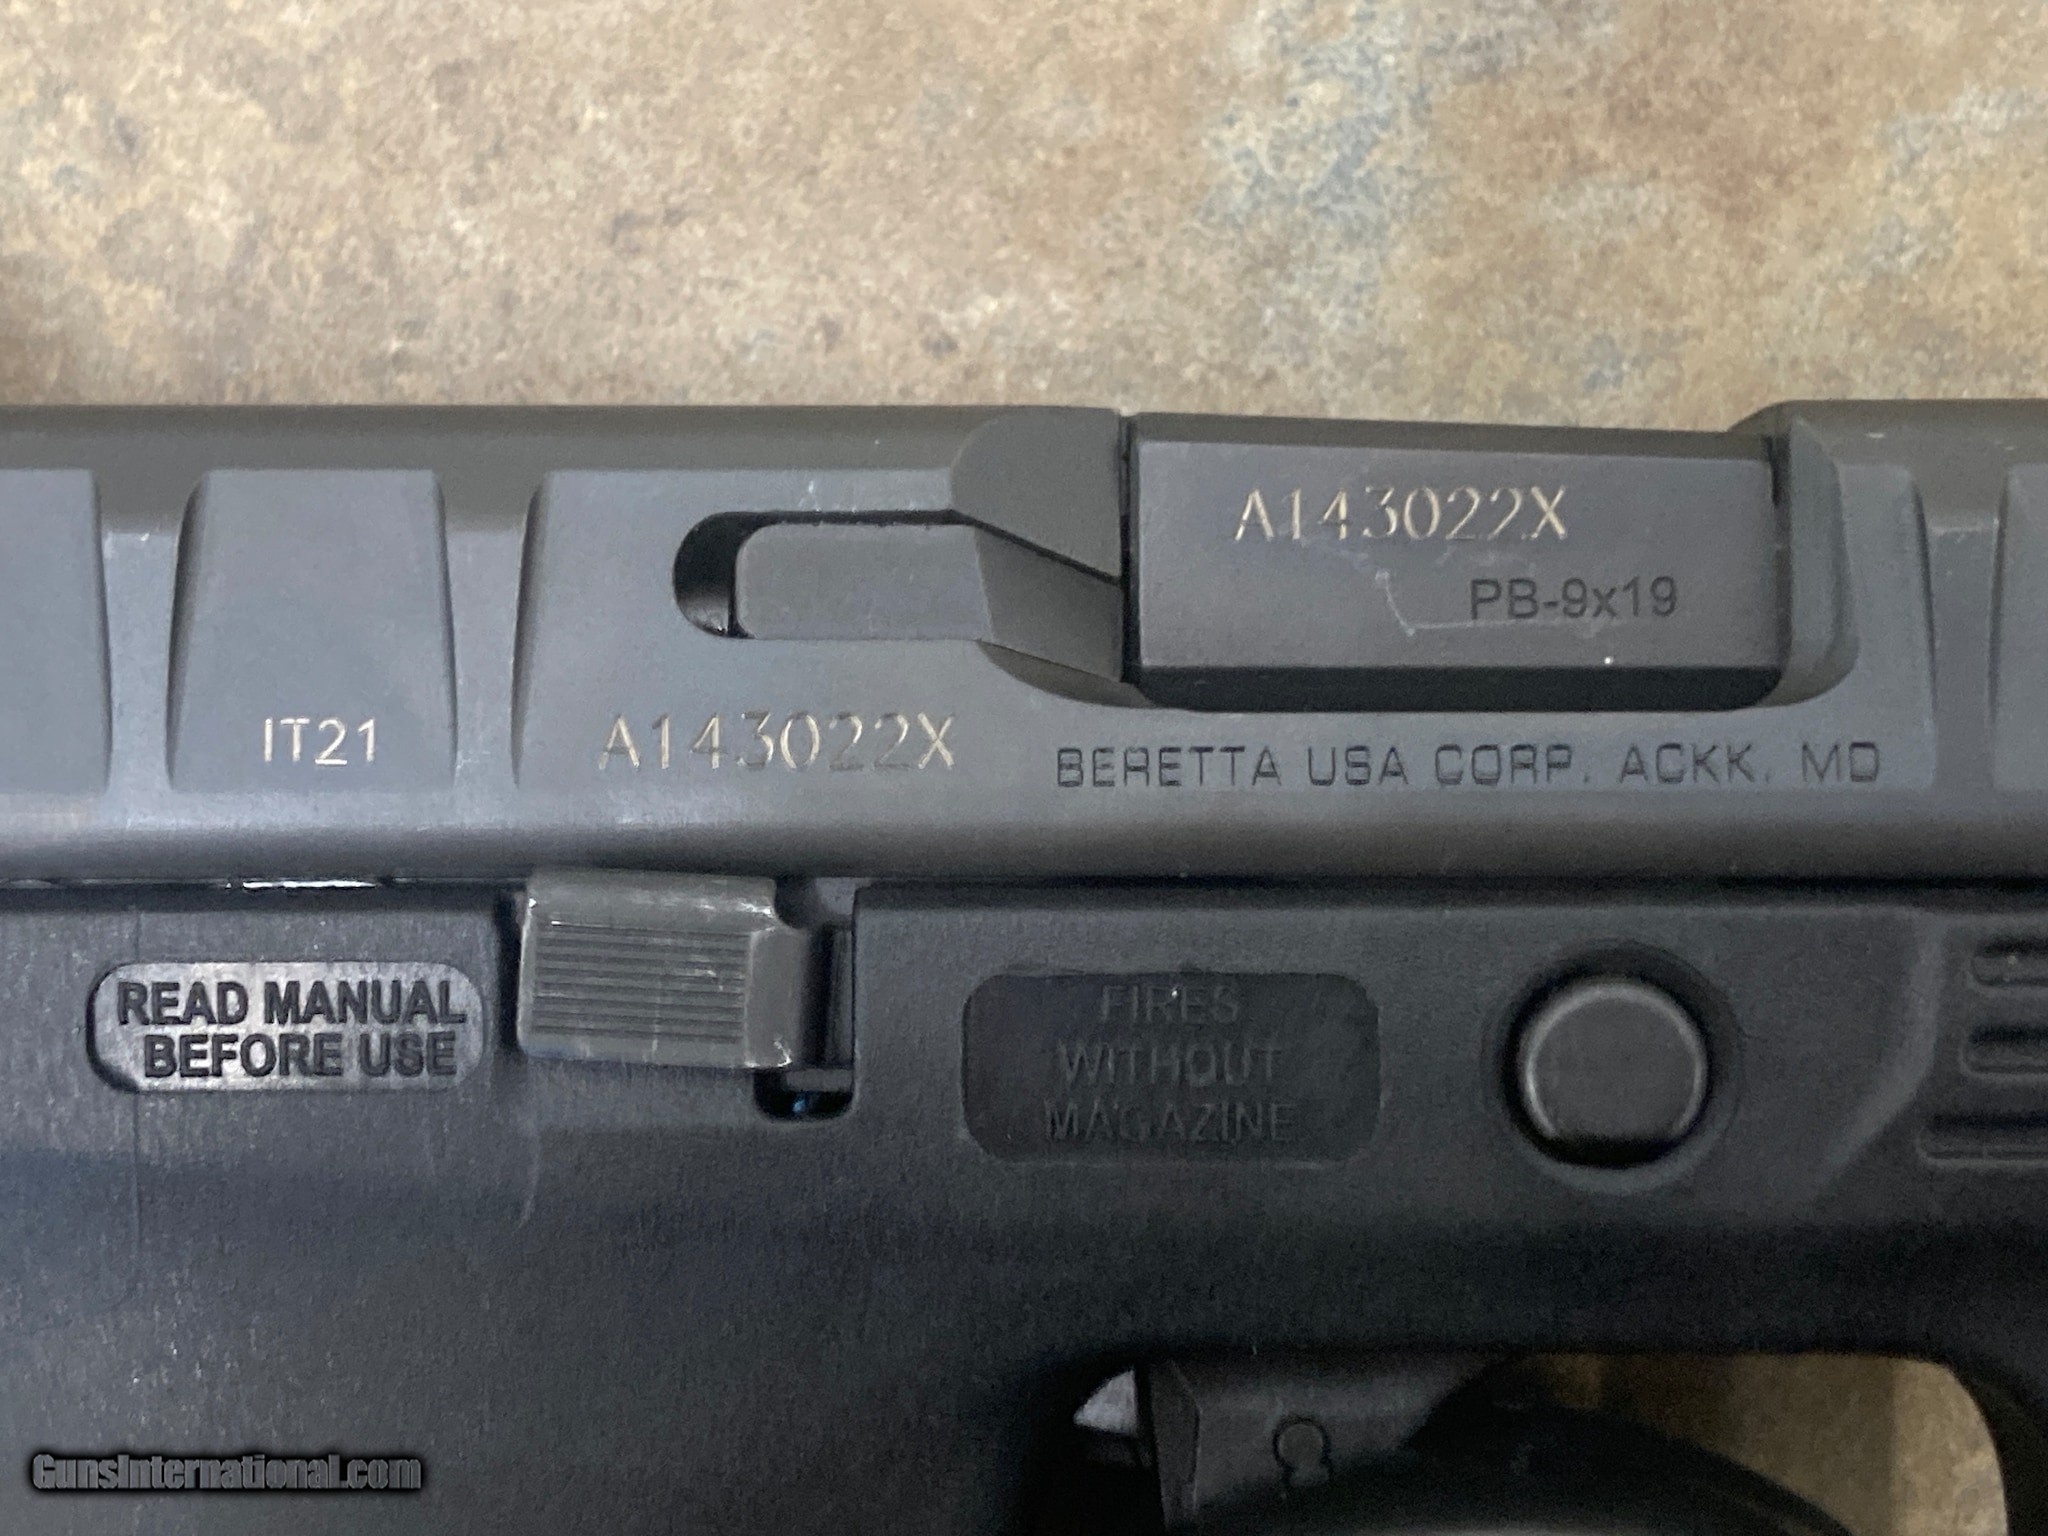 A143022X
PB-9x19
IT21
A143022X
BERETTA USA CORP. ACKK, MD
READ MANUAL
BEFORE USE
FIRES
WITHOUT
MAGAZINE
GunsInternational.com